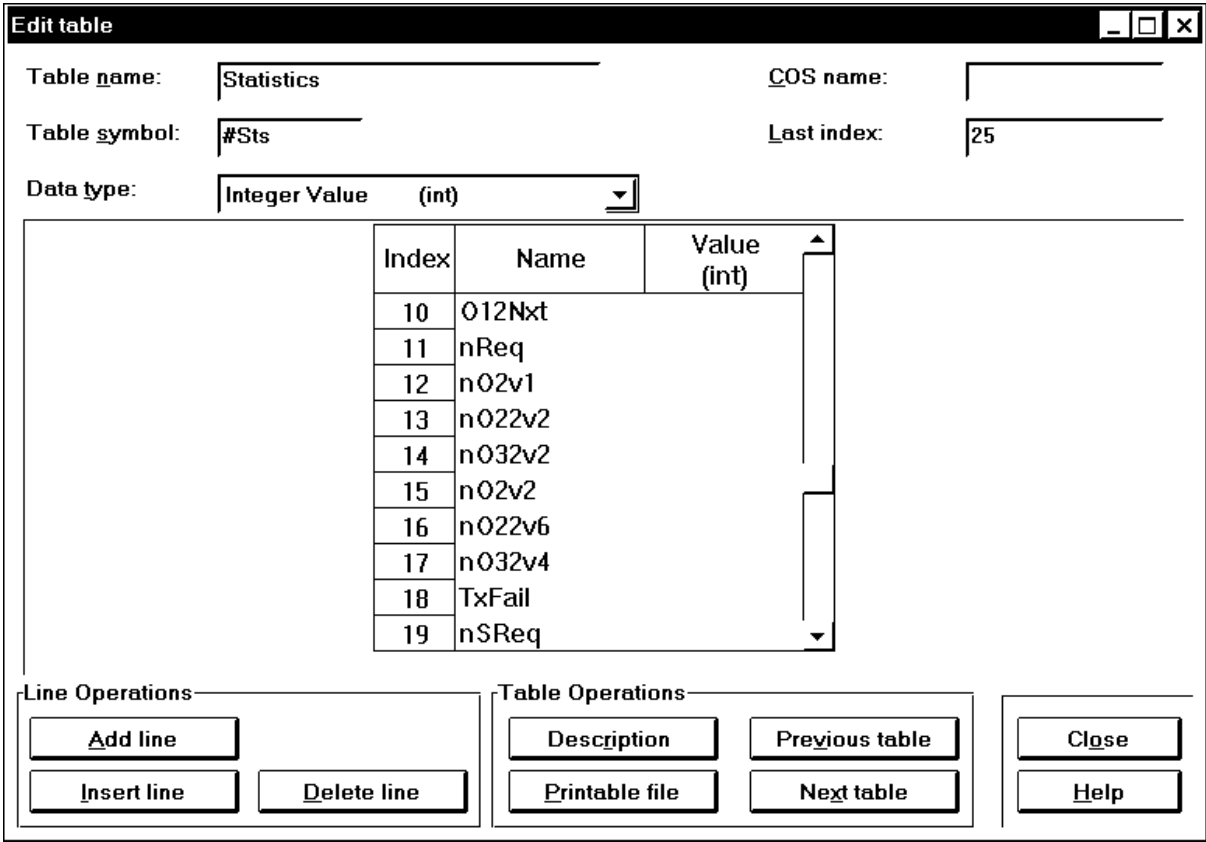 Edit table
Table name: Statistics COS name:
Table symbol: #Sts Last index: 25
Data type: Integer Value (int)
Index Name Value (int)
10 O12Nxt
11 nReq
12 nO2v1
13 nO22v2
14 nO32v2
15 nO2v2
16 nO22v6
17 nO32v4
18 TxFail
19 nSReq
Line Operations Table Operations
Add line Description Previous table Close
Insert line Delete line Printable file Next table Help